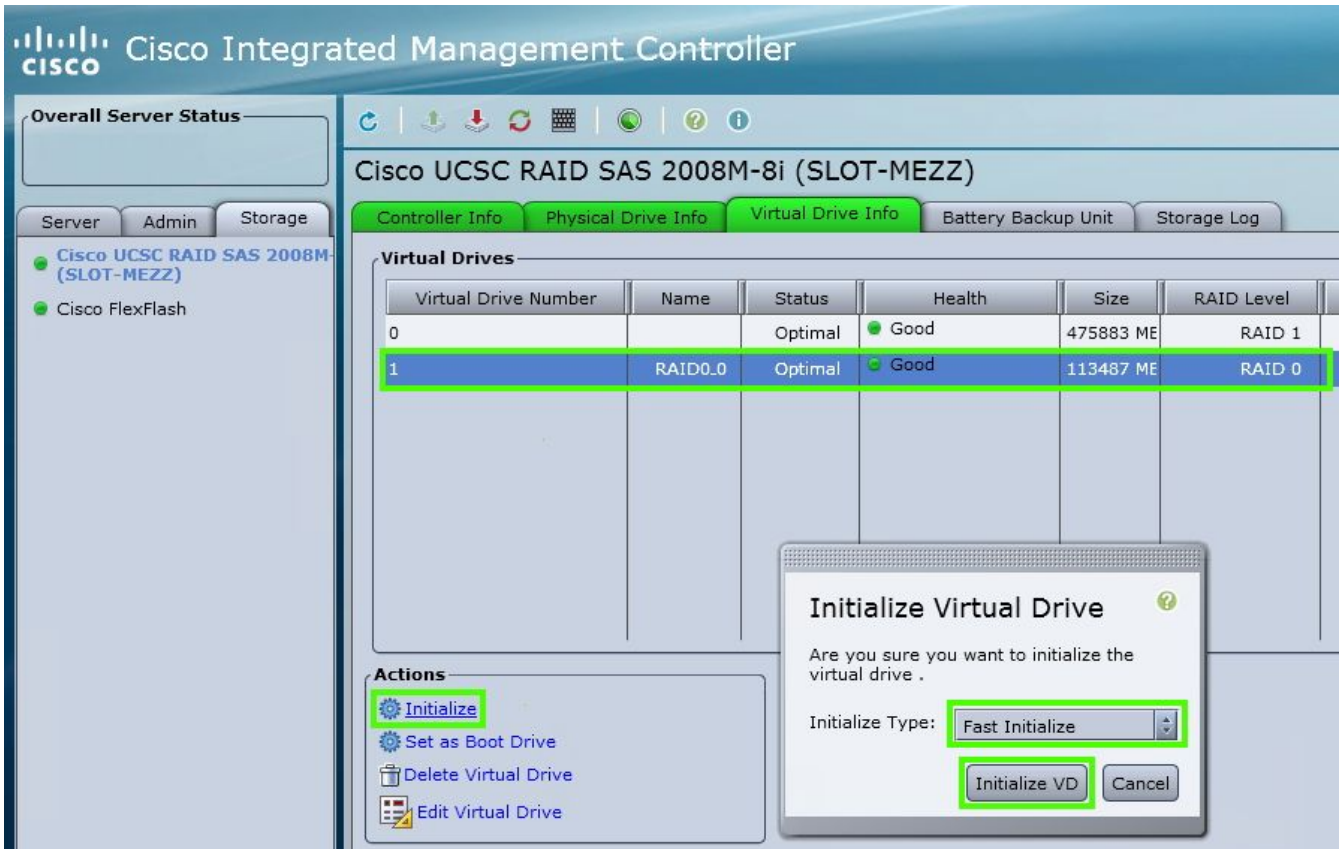 CISCO Cisco Integrated Management Controller
Overall Server Status
Server Admin Storage
Cisco UCSC RAID SAS 2008M-
(SLOT-MEZZ)
Cisco FlexFlash
Cisco UCSC RAID SAS 2008M-8i (SLOT-MEZZ)
Controller Info Physical Drive Info Virtual Drive Info Battery Backup Unit Storage Log
Virtual Drives
Virtual Drive Number Name Status Health Size RAID Level
0 Optimal Good 475883 ME RAID 1
1 RAID0_0 Optimal Good 113487 ME RAID 0
Actions
Initialize
Set as Boot Drive
Delete Virtual Drive
Edit Virtual Drive
Initialize Virtual Drive
Are you sure you want to initialize the
virtual drive .
Initialize Type: Fast Initialize
Initialize VD Cancel